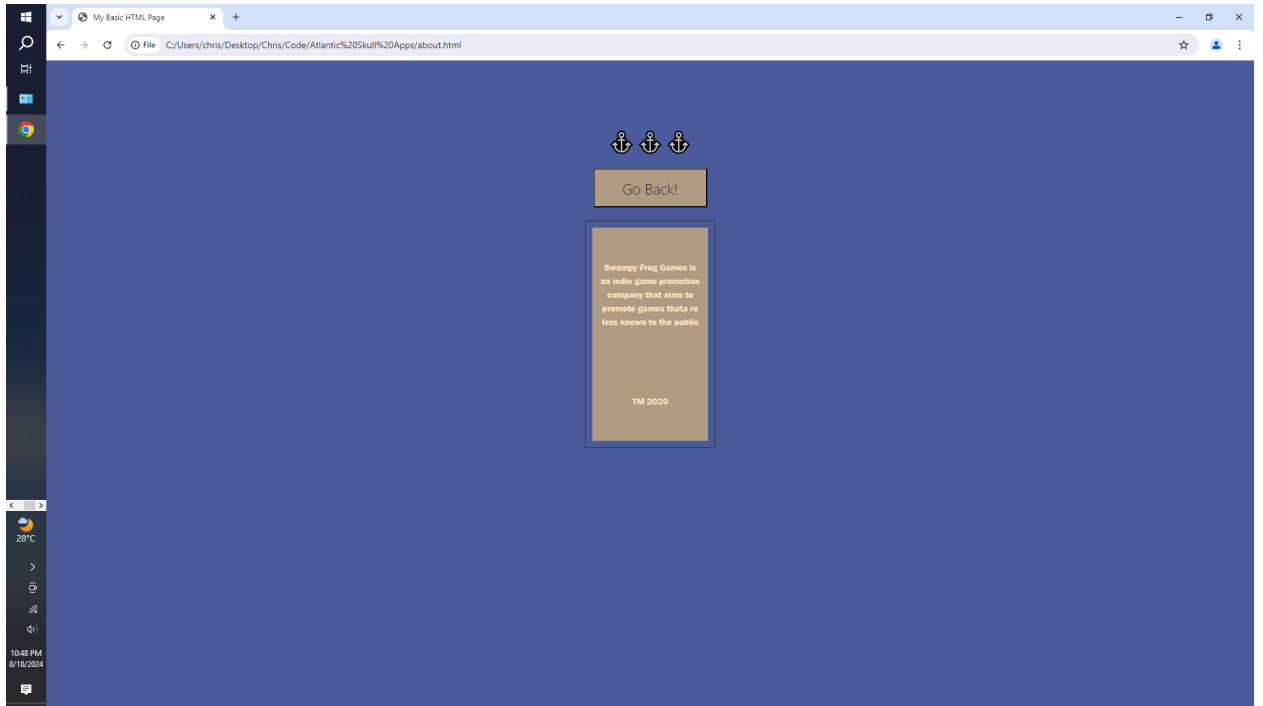 My Basic HTML Page
File C:/Users/chris/Desktop/Chris/Code/Atlantic%20Skull%20Apps/about.html
Go Back!
Swampy Frog Games is
an indie game promotion
company that aims to
promote games thata re
less known to the public
TM 2020
28°C
10:48 PM
8/18/2024